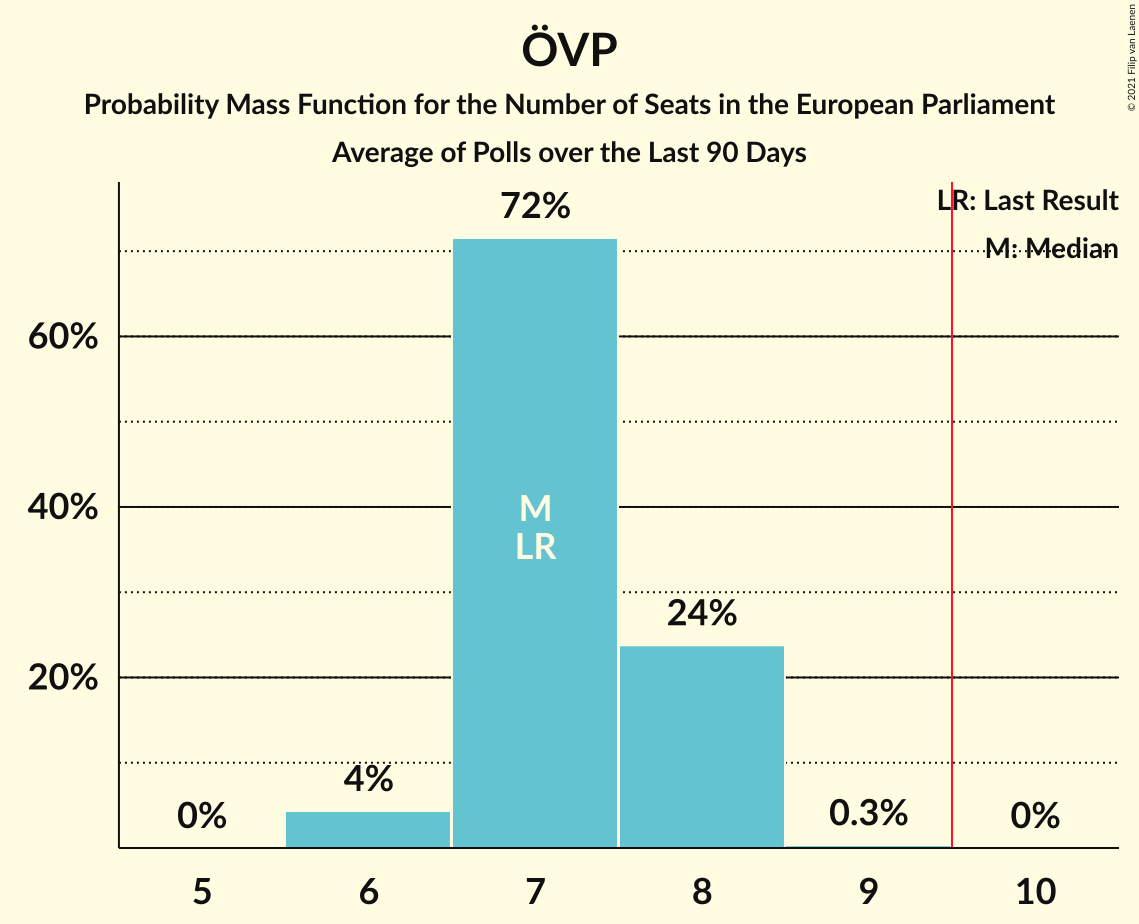 ÖVP
Probability Mass Function for the Number of Seats in the European Parliament
Average of Polls over the Last 90 Days
© 2021 Filip van Laenen
LR: Last Result
M: Median
72%
60%
M
40%
LR
24%
20%
4%
0%
0.3%
0%
5 6 7 8 9 10